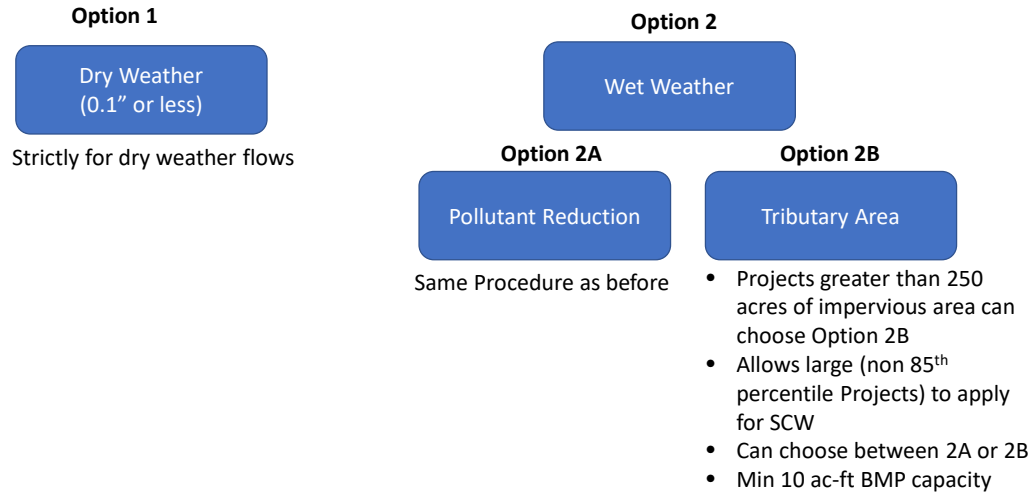 Option 1
Dry Weather
(0.1” or less)
Strictly for dry weather flows
Option 2
Wet Weather
Option 2A
Pollutant Reduction
Same Procedure as before
Option 2B
Tributary Area
• Projects greater than 250
acres of impervious area can
choose Option 2B
• Allows large (non 85th
percentile Projects) to apply
for SCW
• Can choose between 2A or 2B
• Min 10 ac-ft BMP capacity